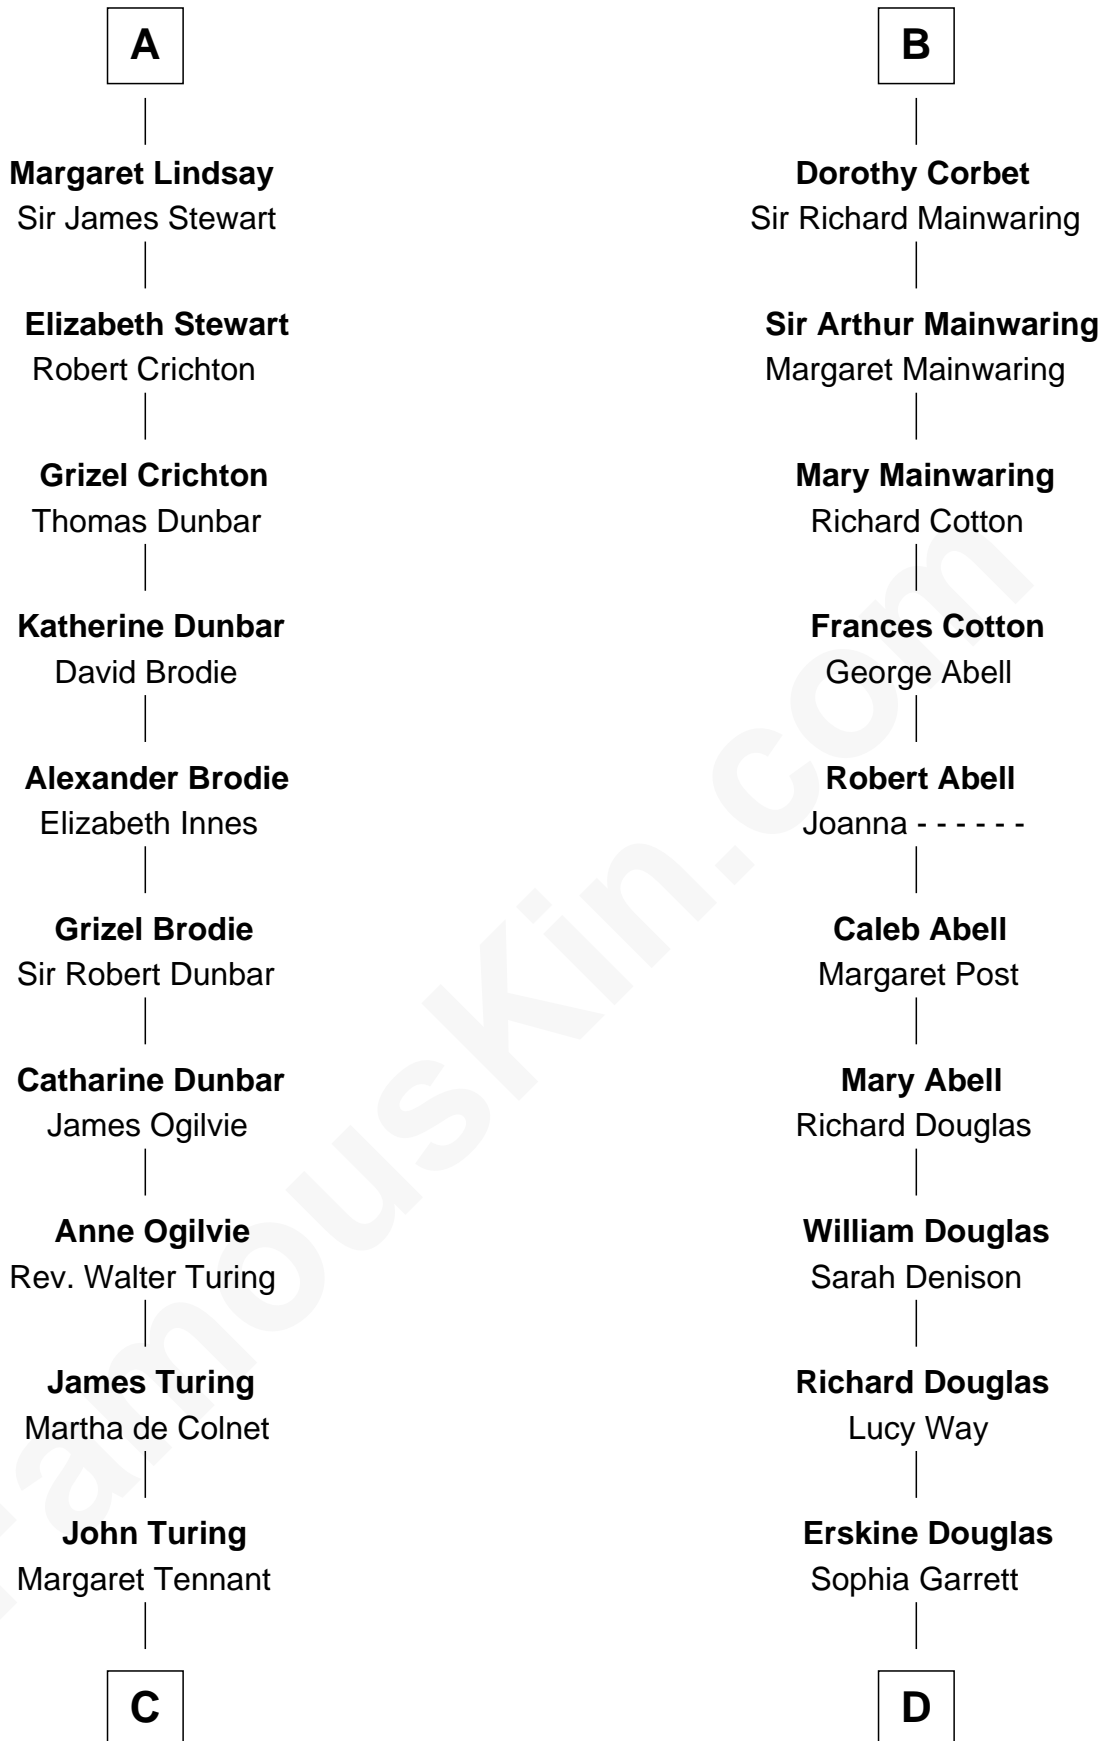 A
Margaret Lindsay
Sir James Stewart
Elizabeth Stewart
Robert Crichton
Grizel Crichton
Thomas Dunbar
Katherine Dunbar
David Brodie
Alexander Brodie
Elizabeth Innes
Grizel Brodie
Sir Robert Dunbar
Catharine Dunbar
James Ogilvie
Anne Ogilvie
Rev. Walter Turing
James Turing
Martha de Colnet
John Turing
Margaret Tennant
C
B
Dorothy Corbet
Sir Richard Mainwaring
Sir Arthur Mainwaring
Margaret Mainwaring
Mary Mainwaring
Richard Cotton
Frances Cotton
George Abell
Robert Abell
Joanna - - - - - -
Caleb Abell
Margaret Post
Mary Abell
Richard Douglas
William Douglas
Sarah Denison
Richard Douglas
Lucy Way
Erskine Douglas
Sophia Garrett
D
FamousKin.com